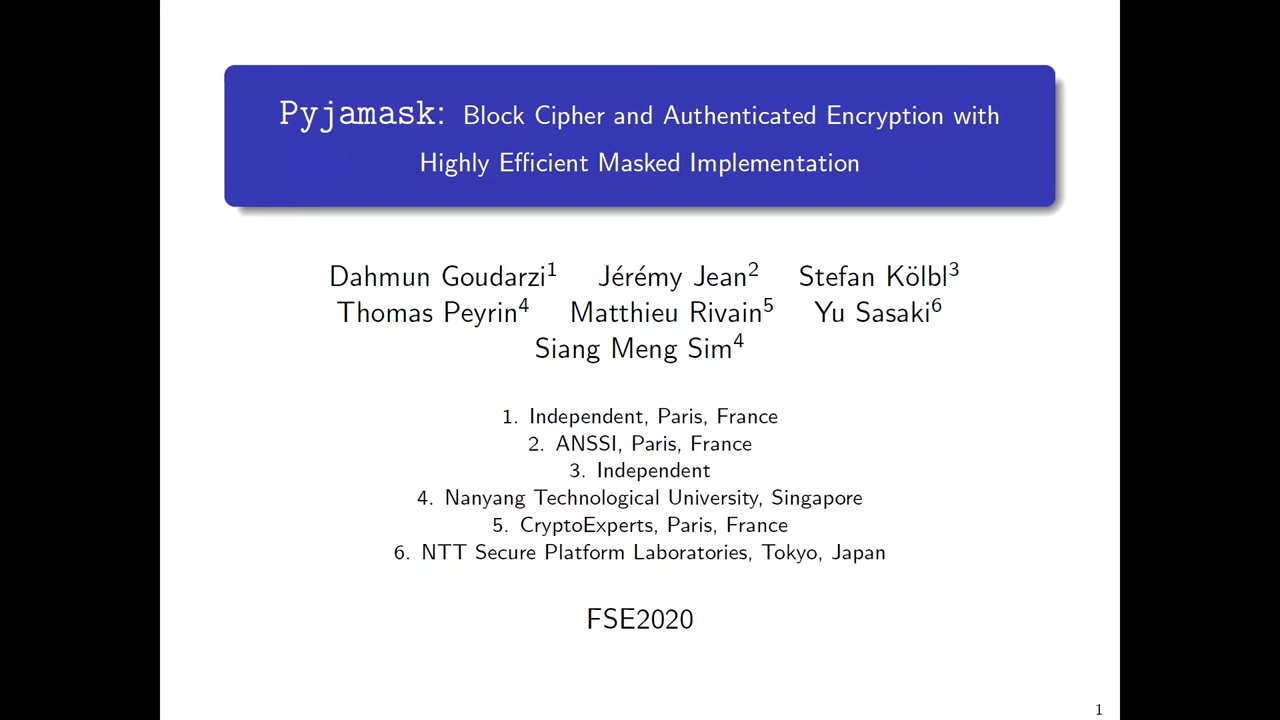 Pyjamask: Block Cipher and Authenticated Encryption with
Highly Efficient Masked Implementation
Dahmun Goudarzi1 Jérémy Jean2 Stefan Kölbl3
Thomas Peyrin4 Matthieu Rivain5 Yu Sasaki6
Siang Meng Sim4
1. Independent, Paris, France
2. ANSSI, Paris, France
3. Independent
4. Nanyang Technological University, Singapore
5. CryptoExperts, Paris, France
6. NTT Secure Platform Laboratories, Tokyo, Japan
FSE2020
1